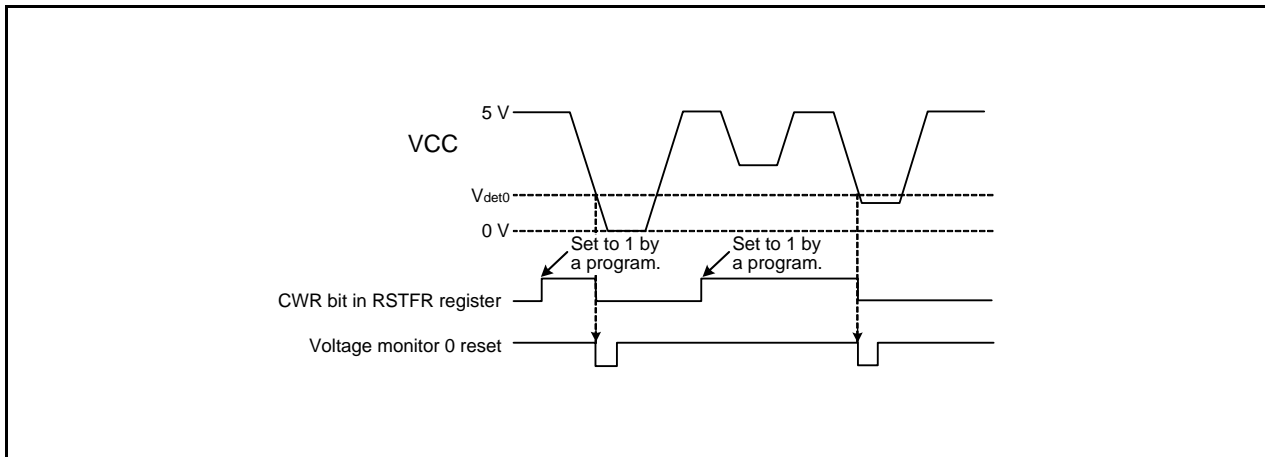 5 V
VCC
Vdet0
0 V
Set to 1 by
a program.
Set to 1 by
a program.
CWR bit in RSTFR register
Voltage monitor 0 reset